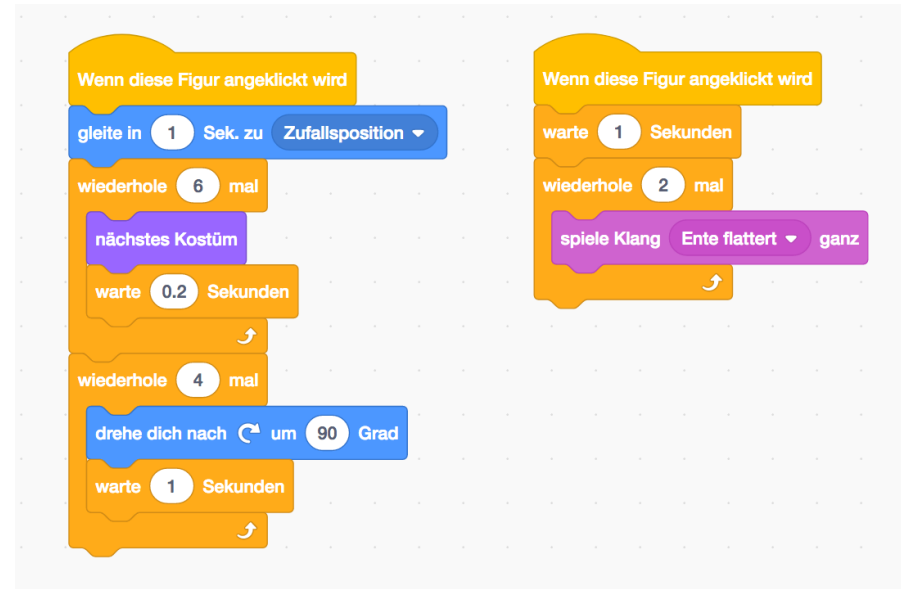 Wenn diese Figur angeklickt wird
gleite in 1 Sek. zu Zufallsposition
wiederhole 6 mal
nächstes Kostüm
warte 0.2 Sekunden
wiederhole 4 mal
drehe dich nach um 90 Grad
warte 1 Sekunden
Wenn diese Figur angeklickt wird
warte 1 Sekunden
wiederhole 2 mal
spiele Klang Ente flattert ganz